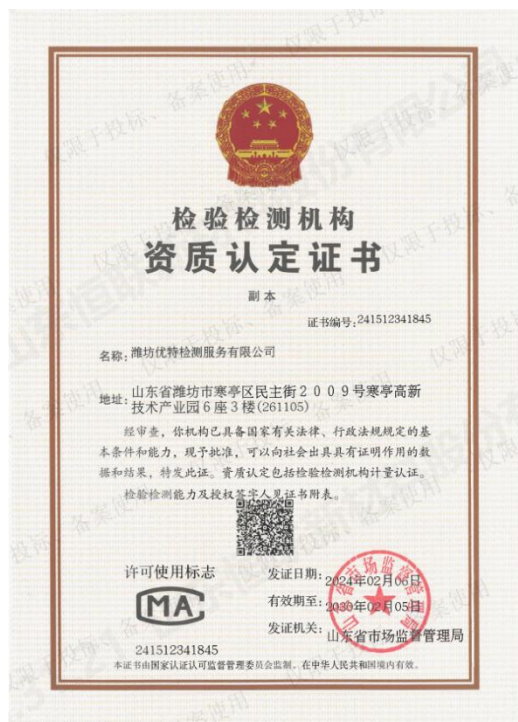 检验检测机构
资质认定证书
副本
证书编号:241512341845
名称:潍坊优特检测服务有限公司
地址:山东省潍坊市寒亭区民主街2009号寒亭高新
技术产业园6座3楼(261105)
经审查，你机构已具备国家有关法律、行政法规规定的基
本条件和能力，现予批准，可以向社会出具具有证明作用的数
据和结果，特发此证。资质认定包括检验检测机构计量认证。
检验检测能力及授权签字人见证书附表。
许可使用标志
MA
241512341845
发证日期:2024年02月06日
有效期至:2030年02月05日
发证机关:山东省市场监督管理局
本证书由国家认证认可监督管理委员会监制，在中华人民共和国境内有效。